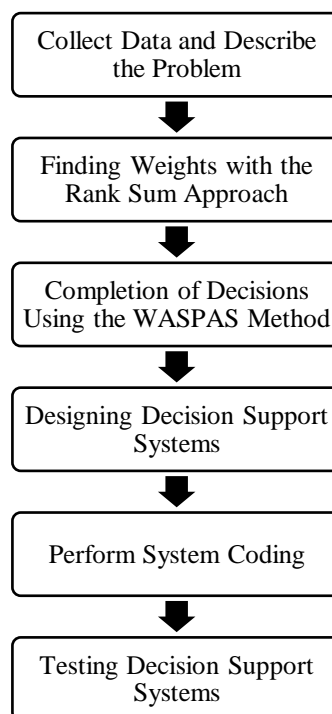 Collect Data and Describe
the Problem
Finding Weights with the
Rank Sum Approach
Completion of Decisions
Using the WASPAS Method
Designing Decision Support
Systems
Perform System Coding
Testing Decision Support
Systems